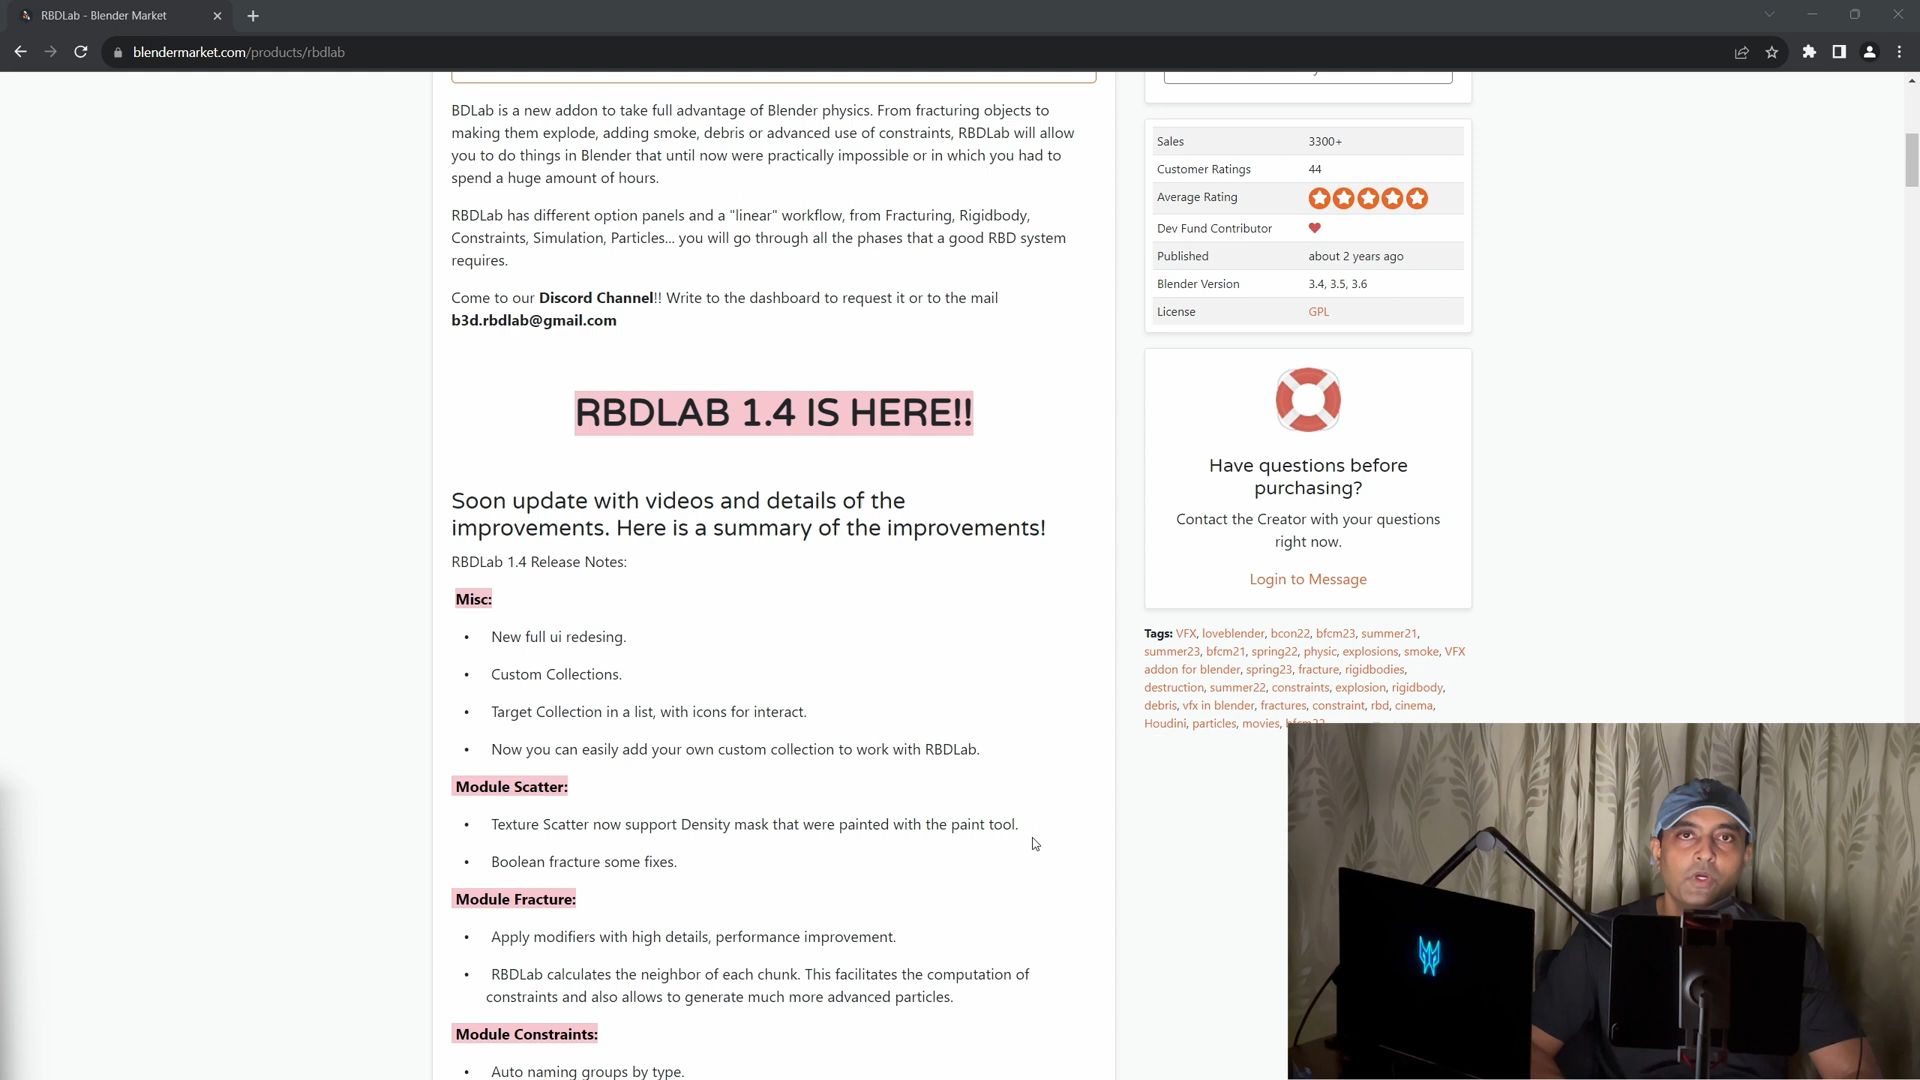 RBDLab - Blender Market
blendermarket.com/products/rbdlab
BDLab is a new addon to take full advantage of Blender physics. From fracturing objects to
making them explode, adding smoke, debris or advanced use of constraints, RBDLab will allow
you to do things in Blender that until now were practically impossible or in which you had to
spend a huge amount of hours.
RBDLab has different option panels and a "linear" workflow, from Fracturing, Rigidbody,
Constraints, Simulation, Particles... you will go through all the phases that a good RBD system
requires.
Come to our Discord Channel!! Write to the dashboard to request it or to the mail
b3d.rbdlab@gmail.com
RBDLAB 1.4 IS HERE!!
Soon update with videos and details of the
improvements. Here is a summary of the improvements!
RBDLab 1.4 Release Notes:
Misc:
• New full ui redesing.
• Custom Collections.
• Target Collection in a list, with icons for interact.
• Now you can easily add your own custom collection to work with RBDLab.
Module Scatter:
• Texture Scatter now support Density mask that were painted with the paint tool.
• Boolean fracture some fixes.
Module Fracture:
• Apply modifiers with high details, performance improvement.
• RBDLab calculates the neighbor of each chunk. This facilitates the computation of
constraints and also allows to generate much more advanced particles.
Module Constraints:
• Auto naming groups by type.
Sales 3300+
Customer Ratings 44
Average Rating
Dev Fund Contributor
Published about 2 years ago
Blender Version 3.4, 3.5, 3.6
License GPL
Have questions before
purchasing?
Contact the Creator with your questions
right now.
Login to Message
Tags: VFX, loveblender, bcon22, bfcm23, summer21,
summer23, bfcm21, spring22, physic, explosions, smoke, VFX
addon for blender, spring23, fracture, rigidbodies,
destruction, summer22, constraints, explosion, rigidbody,
debris, vfx in blender, fractures, constraint, rbd, cinema,
Houdini, particles, movies,